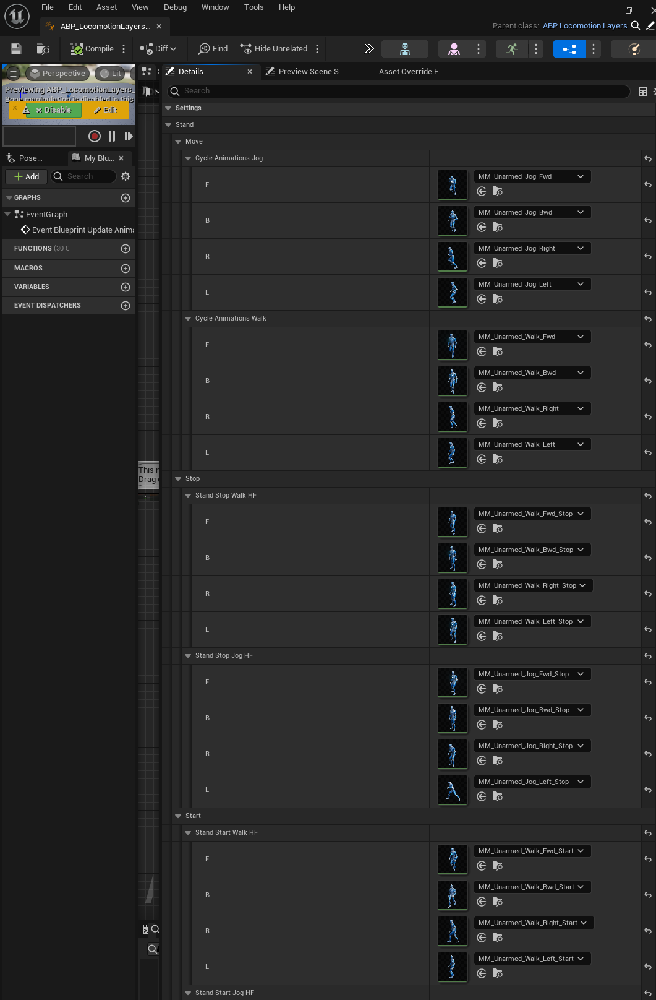 File Edit Asset View Debug Window Tools Help
ABP_LocomotionLayers...
Parent class: ABP Locomotion Layers
Compile Diff Find Hide Unrelated
Perspective Lit
Previewing ABP_LocomotionLayers_
Bone manipulation is disabled in this
Disable Edit
Pose... My Blu...
Add Search
GRAPHS
EventGraph
Event Blueprint Update Anima
FUNCTIONS (30
MACROS
VARIABLES
EVENT DISPATCHERS
This
Drag
Details Preview Scene S... Asset Override E...
Search
Settings
Stand
Move
Cycle Animations Jog
F MM_Unarmed_Jog_Fwd
B MM_Unarmed_Jog_Bwd
R MM_Unarmed_Jog_Right
L MM_Unarmed_Jog_Left
Cycle Animations Walk
F MM_Unarmed_Walk_Fwd
B MM_Unarmed_Walk_Bwd
R MM_Unarmed_Walk_Right
L MM_Unarmed_Walk_Left
Stop
Stand Stop Walk HF
F MM_Unarmed_Walk_Fwd_Stop
B MM_Unarmed_Walk_Bwd_Stop
R MM_Unarmed_Walk_Right_Stop
L MM_Unarmed_Walk_Left_Stop
Stand Stop Jog HF
F MM_Unarmed_Jog_Fwd_Stop
B MM_Unarmed_Jog_Bwd_Stop
R MM_Unarmed_Jog_Right_Stop
L MM_Unarmed_Jog_Left_Stop
Start
Stand Start Walk HF
F MM_Unarmed_Walk_Fwd_Start
B MM_Unarmed_Walk_Bwd_Start
R MM_Unarmed_Walk_Right_Start
L MM_Unarmed_Walk_Left_Start
Stand Start Jog HF